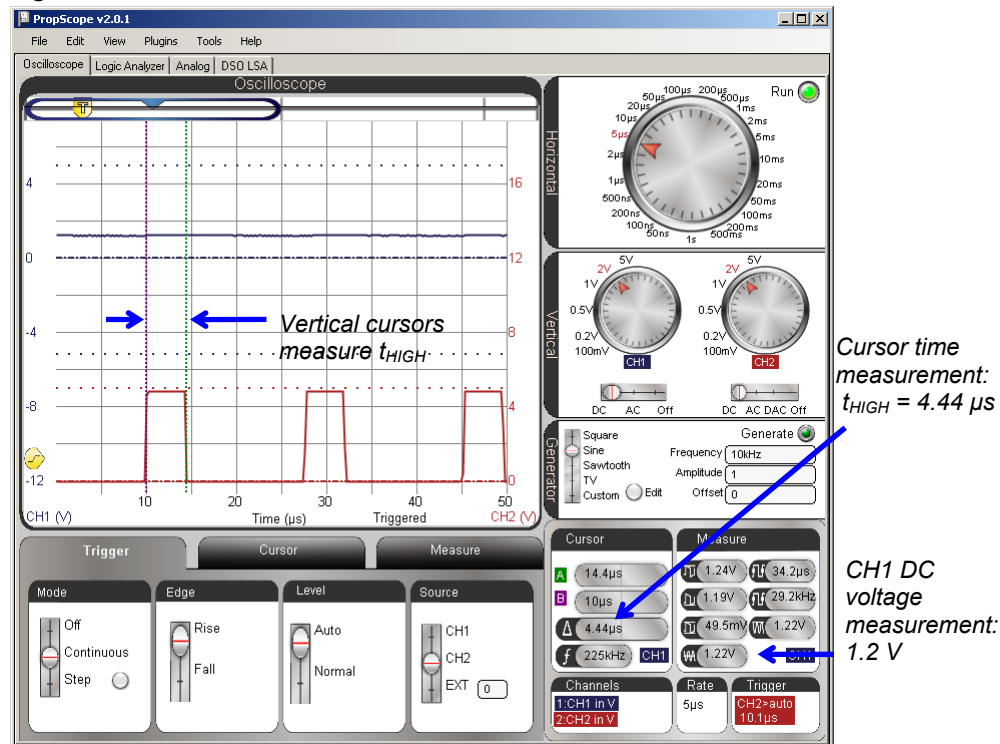 PropScope v2.0.1
File Edit View Plugins Tools Help
Oscilloscope Logic Analyzer Analog DSO LSA
Oscilloscope
T
4
0
-4
-8
-12
16
12
8
4
0
10 20 30 40 50
CH1 (V) Time (µs) Triggered CH2 (V)
Vertical cursors
measure tHIGH
Horizontal
Run
50ns 100ns 200ns 500ns 1µs 2µs 5µs 10µs 20µs 50µs 100µs 200µs 500µs 1ms 2ms 5ms 10ms 20ms 50ms 100ms 200ms 500ms 1s
Vertical
5V
2V
1V
0.5V
0.2V
100mV
CH1
DC AC Off
5V
2V
1V
0.5V
0.2V
100mV
CH2
DC AC DAC Off
Generator
Square
Sine
Sawtooth
TV
Custom Edit
Generate
Frequency 10kHz
Amplitude 1
Offset 0
Cursor
A 14.4µs
B 10µs
Δ 4.44µs
f 225kHz CH1
Measure
1.24V 34.2µs
1.19V 29.2kHz
49.5mV 1.22V
1.22V CH1
Channels
1:CH1 in V
2:CH2 in V
Rate
5µs
Trigger
CH2>auto
10.1µs
Trigger Cursor Measure
Mode
Off
Continuous
Step
Edge
Rise
Fall
Level
Auto
Normal
Source
CH1
CH2
EXT 0
Cursor time
measurement:
tHIGH = 4.44 µs
CH1 DC
voltage
measurement:
1.2 V